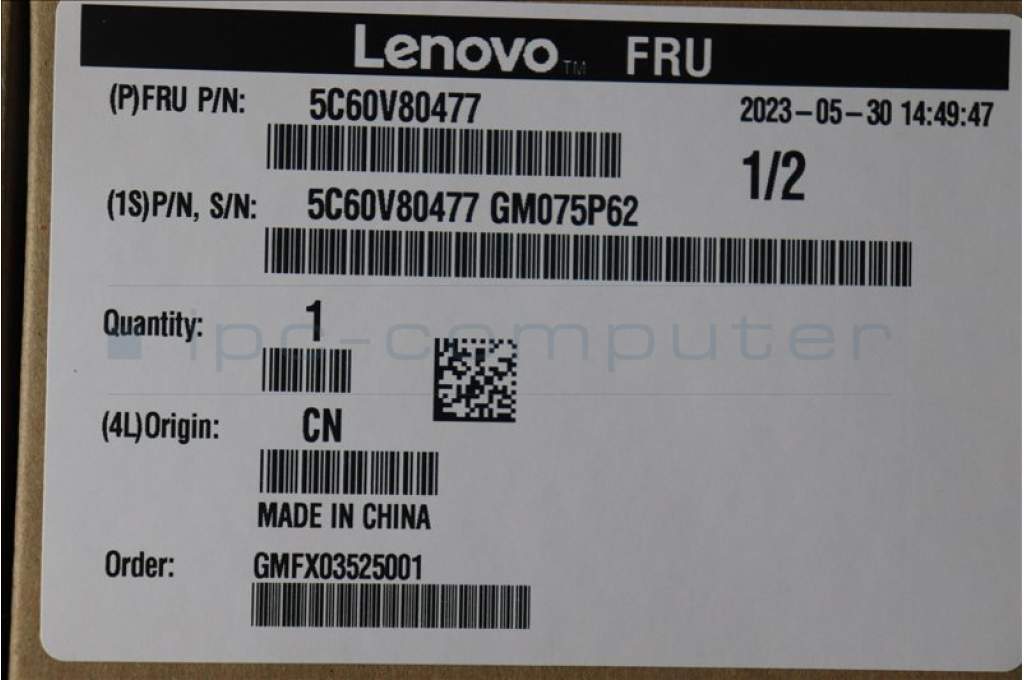 Lenovo™ FRU
(P)FRU P/N: 5C60V80477 2023-05-30 14:49:47
1/2
(1S)P/N, S/N: 5C60V80477 GM075P62
Quantity: 1
ipc-computer
(4L)Origin: CN
MADE IN CHINA
Order: GMFX03525001